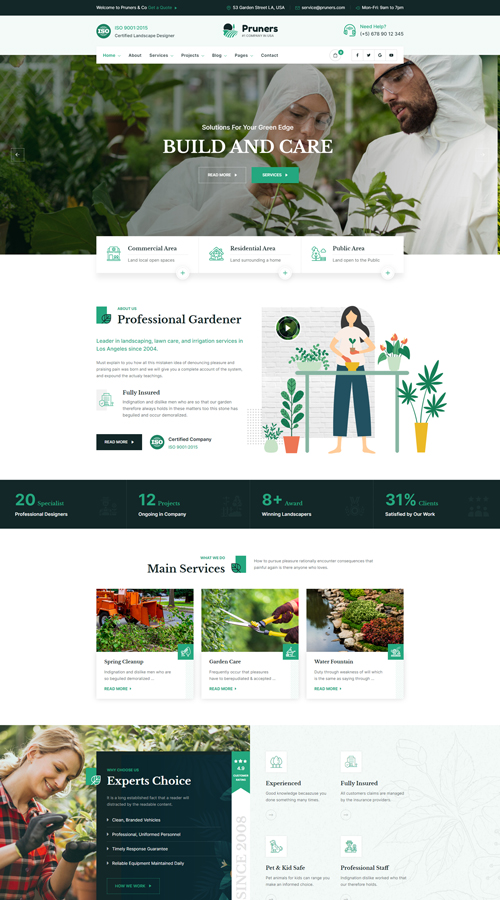 Welcome to Pruners & Co Get a Quote
53 Garden Street LA, USA
service@pruners.com
Mon-Fri: 9am to 7pm
ISO
ISO 9001-2015
Certified Landscape Designer
Pruners
Need Help?
(+5) 678 90 12 345
Home
About
Services
Projects
Blog
Pages
Contact
Solutions For Your Green Edge
BUILD AND CARE
READ MORE
SERVICES
Commercial Area
Land local open spaces
Residential Area
Land surrounding a home
Public Area
Land open to the Public
ABOUT US
Professional Gardener
Leader in landscaping, lawn care, and irrigation services in
Los Angeles since 2004.
Must explain to you how all this mistaken idea of denouncing pleasure and
praising pain was born and we will give you a complete account of the system,
and expound the actualy teachings.
Fully Insured
Indignation and dislike men who are so that our garden
therefore always holds in these matters too this stone has
beguiled and occur demoralized.
READ MORE
ISO
Certified Company
ISO 9001-2015
20 Specialist
Professional Designers
12 Projects
Ongoing in Company
8+ Award
Winning Landscapers
31% Clients
Satisfied by Our Work
WHAT WE DO
Main Services
How to pursue pleasure rationally encounter consequences that
painful again is there anyone who loves.
Spring Cleanup
Indignation and dislike men who are
so beguiled demoralized ...
READ MORE
Garden Care
Frequently occur that pleasures
have to berepudiated & accepted ...
READ MORE
Water Fountain
Duty through weakness of will which
is the same as saying through ...
READ MORE
WHY CHOOSE US
Experts Choice
It is a long established fact that a reader will
distracted by the readable content.
Clean, Branded Vehicles
Professional, Uniformed Personnel
Timely Response Guarantee
Reliable Equipment Maintained Daily
HOW WE WORK
4.9
CUSTOMER
SINCE 2008
Experienced
Good knowledge becascuse you
done something many times.
Fully Insured
All customers claims are managed
by the insurance providers.
Pet & Kid Safe
Pet animals for kids can range you
make an informed choice.
Professional Staff
Indignation dislike worked why that
our therefore holds.